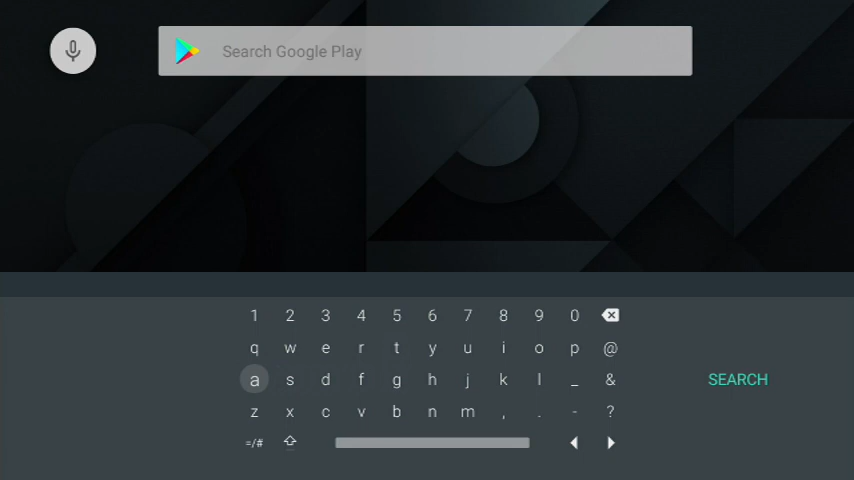 Search Google Play
1 2 3 4 5 6 7 8 9 0
q w e r t y u i o p @
a s d f g h j k l _ &
SEARCH
z x c v b n m , . - ?
=/#